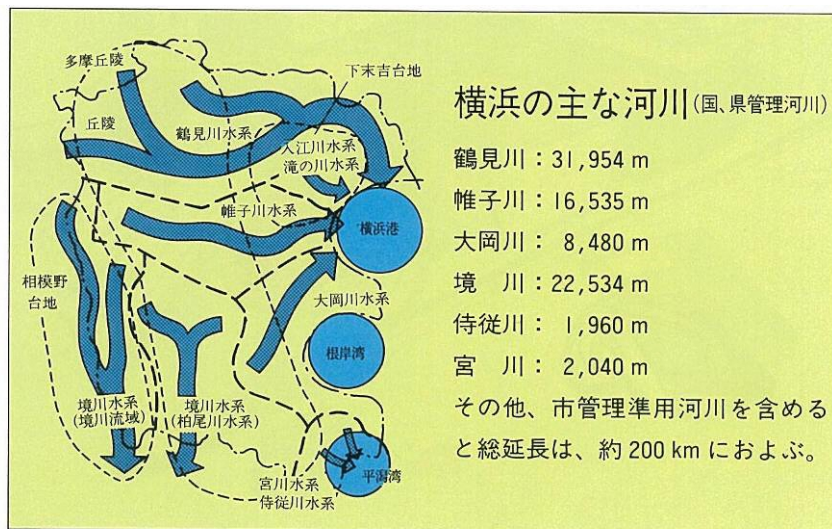 多摩丘陵
下末吉台地
丘陵
鶴見川水系
入江川水系
滝の川水系
帷子川水系
横浜港
相模野
台地
大岡川水系
根岸湾
境川水系
(境川流域)
境川水系
(柏尾川水系)
宮川水系
侍従川水系
平潟湾
横浜の主な河川(国、県管理河川)
鶴見川：31,954 m
帷子川：16,535 m
大岡川： 8,480 m
境　川：22,534 m
侍従川： 1,960 m
宮　川： 2,040 m
その他、市管理準用河川を含める
と総延長は、約 200 km におよぶ。